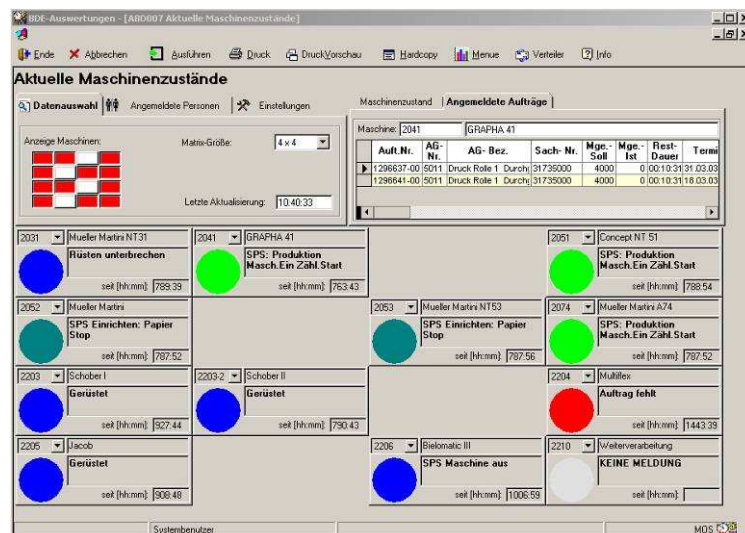 BDE-Auswertungen - [ABD007 Aktuelle Maschinenzustände]
Ende Abbrechen Ausführen Druck DruckVorschau Hardcopy Menue Verteiler Info
Aktuelle Maschinenzustände
Datenauswahl Angemeldete Personen Einstellungen
Maschinenzustand Angemeldete Aufträge
Anzeige Maschinen:
Matrix-Größe: 4 x 4
Letzte Aktualisierung: 10:40:33
Maschine: 2041 GRAPHA 41
Auft.Nr. AG-Nr. AG- Bez. Sach- Nr. Mge.-Soll Mge.-Ist Rest-Dauer Termi
1296637-00 5011 Druck Rolle 1 Durchg 31735000 4000 0 00:10:31 31.03.03
1296641-00 5011 Druck Rolle 1 Durchg 31735000 4000 0 00:10:31 18.03.03
2031 Mueller Martini NT31
Rüsten unterbrechen
seit [hh:mm]: 789:39
2041 GRAPHA 41
SPS: Produktion
Masch.Ein Zähl.Start
seit [hh:mm]: 763:43
2051 Concept NT 51
SPS: Produktion
Masch.Ein Zähl.Start
seit [hh:mm]: 788:54
2052 Mueller Martini
SPS Einrichten: Papier
Stop
seit [hh:mm]: 787:52
2053 Mueller Martini NT53
SPS Einrichten: Papier
Stop
seit [hh:mm]: 787:56
2074 Mueller Martini A74
SPS: Produktion
Masch.Ein Zähl.Start
seit [hh:mm]: 787:52
2203 Schober I
Gerüstet
seit [hh:mm]: 927:44
2203-2 Schober II
Gerüstet
seit [hh:mm]: 790:43
2204 Multiflex
Auftrag fehlt
seit [hh:mm]: 1443:39
2205 Jacob
Gerüstet
seit [hh:mm]: 908:48
2206 Bielomatic III
SPS Maschine aus
seit [hh:mm]: 1006:59
2210 Weiterverarbeitung
KEINE MELDUNG
seit [hh:mm]:
Systembenutzer
MOS